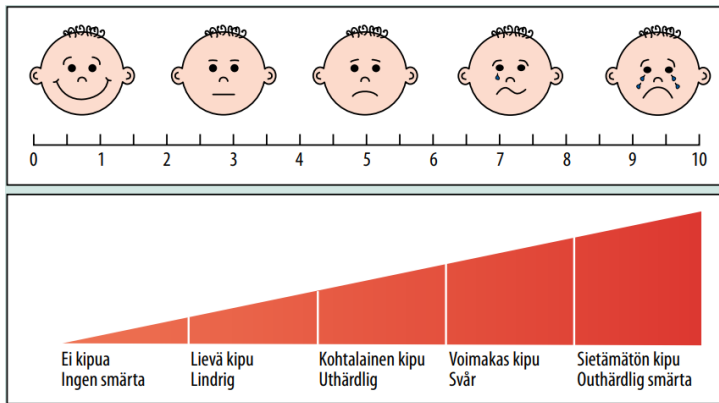 0 1 2 3 4 5 6 7 8 9 10
Ei kipua
Ingen smärta
Lievä kipu
Lindrig
Kohtalainen kipu
Uthärdlig
Voimakas kipu
Svår
Sietämätön kipu
Outhärdlig smärta